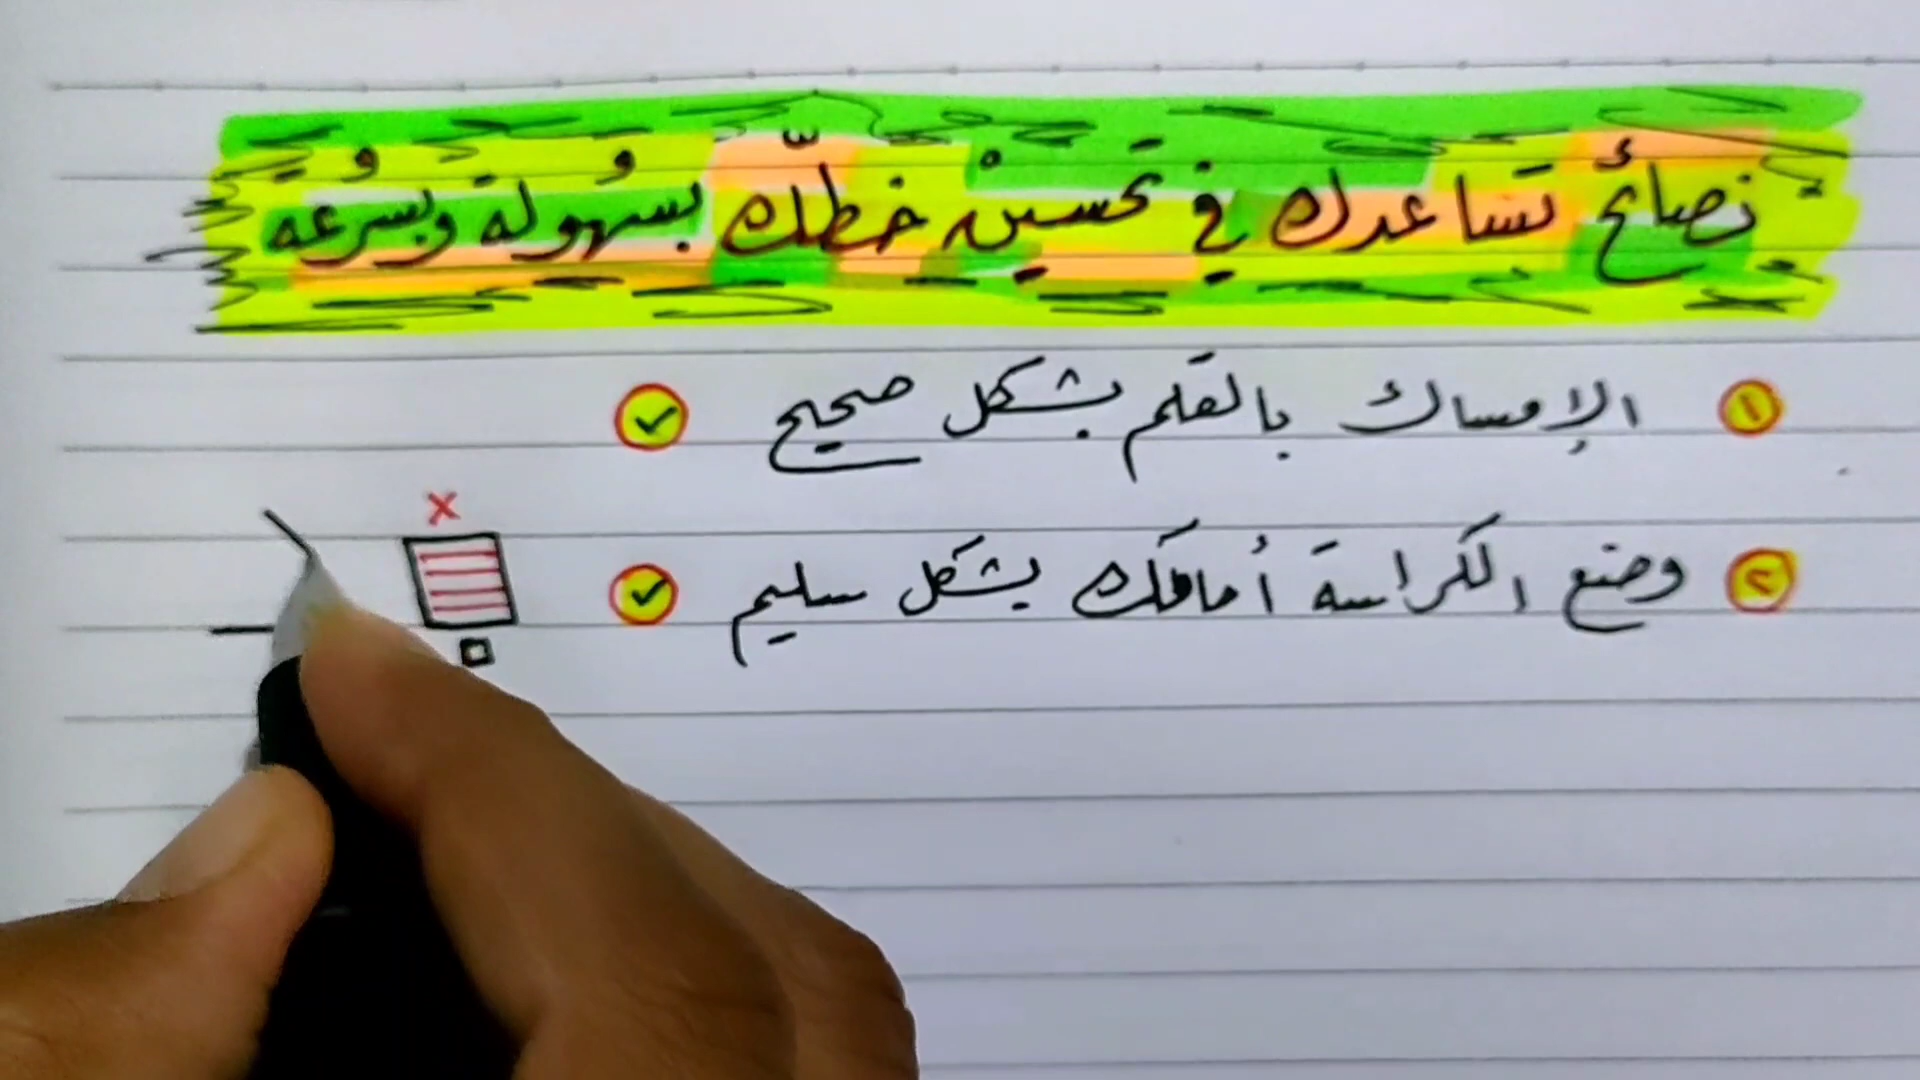 نصائح تساعدك في تحسين خطك بسهولة وبسرعة
١ الإمساك بالقلم بشكل صحيح
٢ وضع الكراسة أمامك بشكل سليم